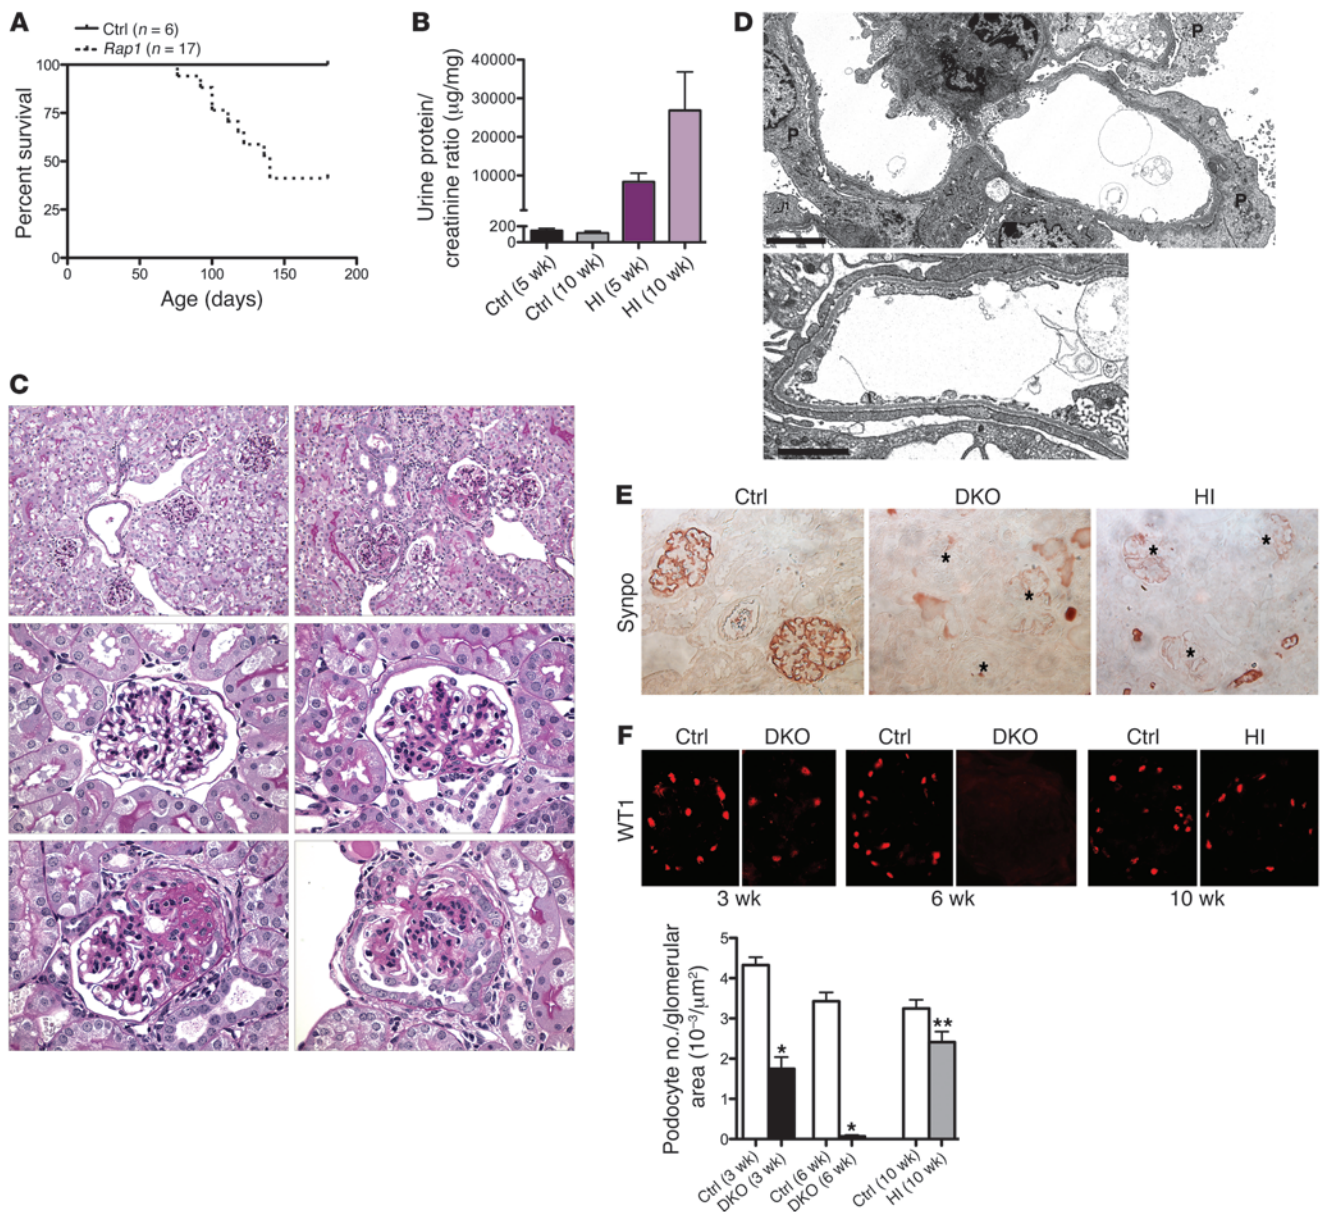 A
Ctrl (n = 6)
Rap1 (n = 17)
Percent survival
100
75
50
25
0
0 50 100 150 200
Age (days)
B
Urine protein/
creatinine ratio (μg/mg)
40000
30000
20000
10000
200
0
Ctrl (5 wk)
Ctrl (10 wk)
HI (5 wk)
HI (10 wk)
C
D
P
P
P
E
Ctrl DKO HI
Synpo
* * * * * *
F
Ctrl DKO Ctrl DKO Ctrl HI
WT1
3 wk 6 wk 10 wk
Podocyte no./glomerular
area (10⁻³/μm²)
5
4
3
2
1
0
* * **
Ctrl (3 wk)
DKO (3 wk)
Ctrl (6 wk)
DKO (6 wk)
Ctrl (10 wk)
HI (10 wk)